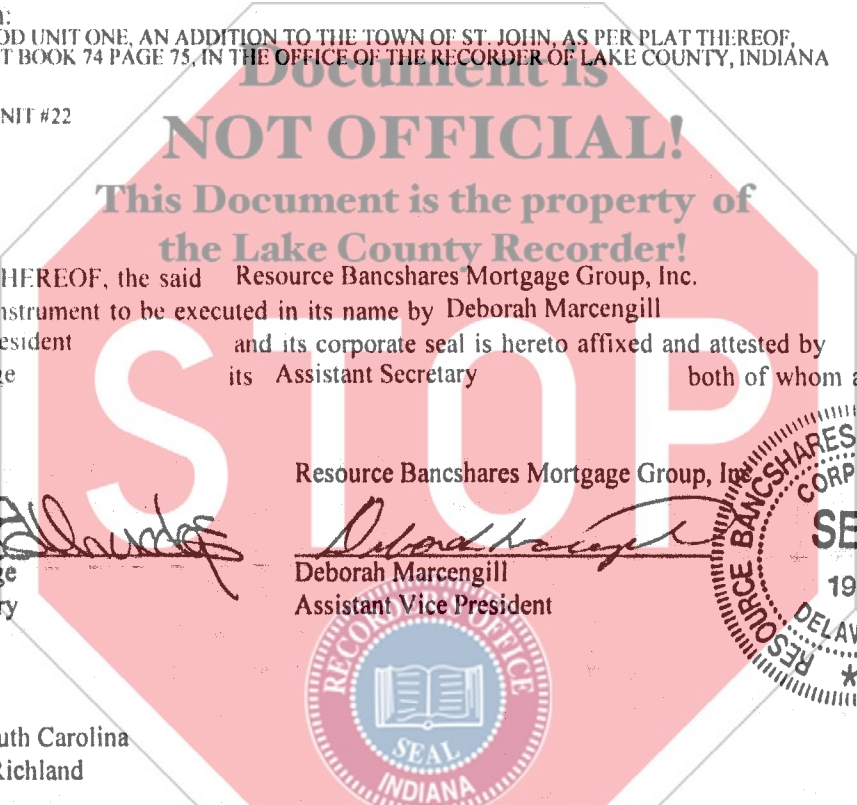 OD UNIT ONE, AN ADDITION TO THE TOWN OF ST. JOHN, AS PER PLAT THEREOF,
T BOOK 74 PAGE 75, IN THE OFFICE OF THE RECORDER OF LAKE COUNTY, INDIANA
Document is
NIT #22
NOT OFFICIAL!
This Document is the property of
the Lake County Recorder!
HEREOF, the said Resource Bancshares Mortgage Group, Inc.
nstrument to be executed in its name by Deborah Marcengill
esident and its corporate seal is hereto affixed and attested by
ge its Assistant Secretary both of whom a
STOP
Resource Bancshares Mortgage Group, Inc
RESOURCE BANCSHARES
CORP
SE
19
DELAW
Deborah Marcengill
ge Deborah Marcengill
ry Assistant Vice President
RECORDER'S OFFICE
SEAL
INDIANA
uth Carolina
Richland